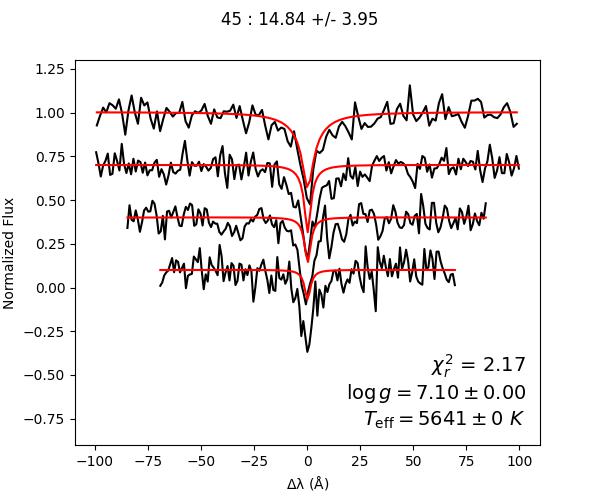 45 : 14.84 +/- 3.95
1.25
1.00
0.75
0.50
0.25
0.00
−0.25
−0.50
−0.75
Normalized Flux
χ²ᵣ = 2.17
log g = 7.10 ± 0.00
T_eff = 5641 ± 0 K
−100 −75 −50 −25 0 25 50 75 100
Δλ (Å)